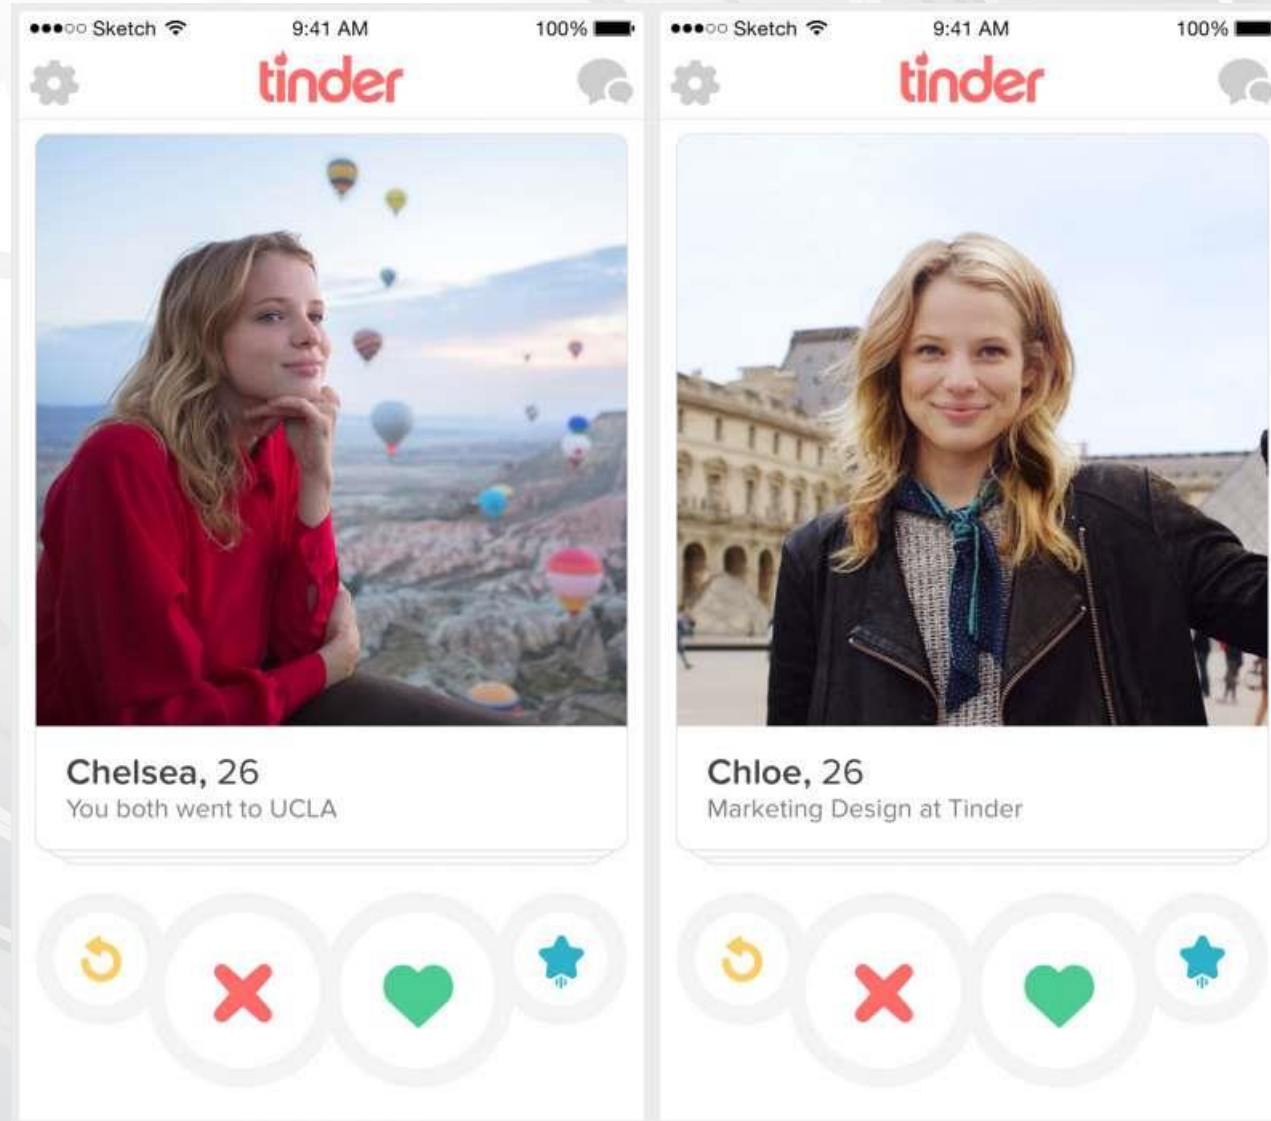 Sketch 9:41 AM 100%
tinder
Chelsea, 26
You both went to UCLA
Sketch 9:41 AM 100%
tinder
Chloe, 26
Marketing Design at Tinder